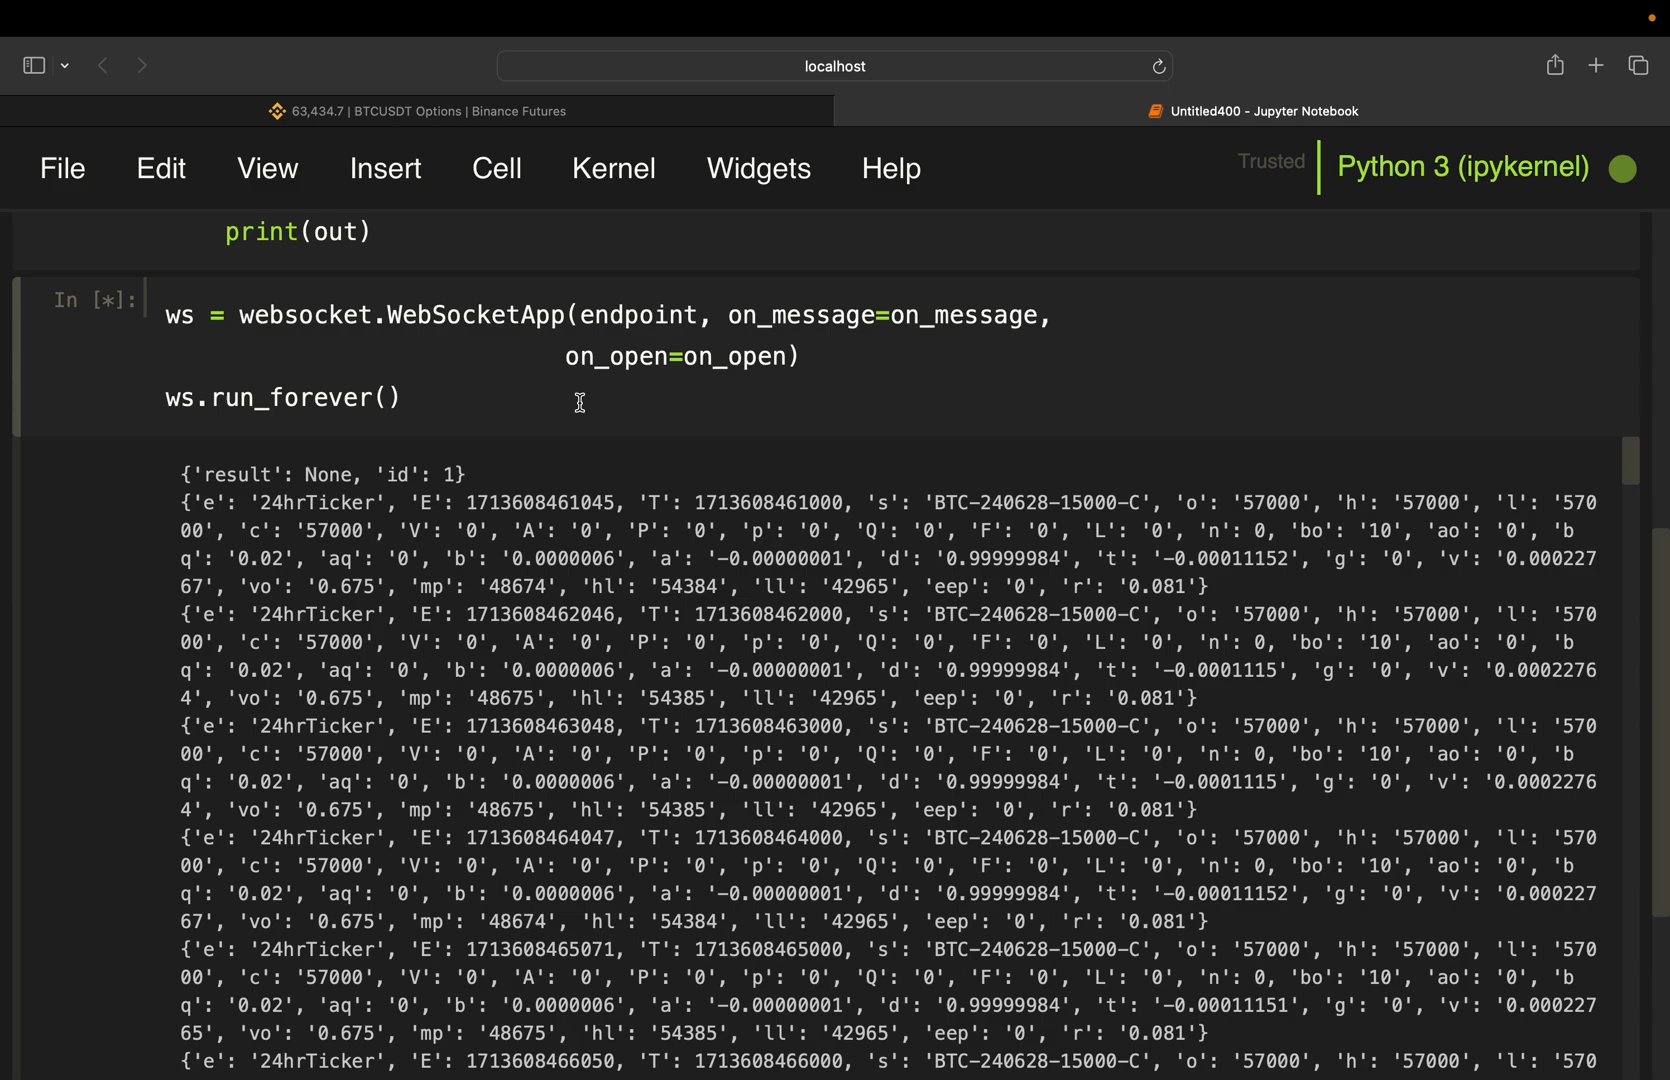 localhost
63,434.7 | BTCUSDT Options | Binance Futures
Untitled400 - Jupyter Notebook
File Edit View Insert Cell Kernel Widgets Help
Trusted
Python 3 (ipykernel)
print(out)
In [*]:
ws = websocket.WebSocketApp(endpoint, on_message=on_message,
on_open=on_open)
ws.run_forever()
{'result': None, 'id': 1}
{'e': '24hrTicker', 'E': 1713608461045, 'T': 1713608461000, 's': 'BTC-240628-15000-C', 'o': '57000', 'h': '57000', 'l': '570
00', 'c': '57000', 'V': '0', 'A': '0', 'P': '0', 'p': '0', 'Q': '0', 'F': '0', 'L': '0', 'n': 0, 'bo': '10', 'ao': '0', 'b
q': '0.02', 'aq': '0', 'b': '0.0000006', 'a': '-0.00000001', 'd': '0.99999984', 't': '-0.00011152', 'g': '0', 'v': '0.000227
67', 'vo': '0.675', 'mp': '48674', 'hl': '54384', 'll': '42965', 'eep': '0', 'r': '0.081'}
{'e': '24hrTicker', 'E': 1713608462046, 'T': 1713608462000, 's': 'BTC-240628-15000-C', 'o': '57000', 'h': '57000', 'l': '570
00', 'c': '57000', 'V': '0', 'A': '0', 'P': '0', 'p': '0', 'Q': '0', 'F': '0', 'L': '0', 'n': 0, 'bo': '10', 'ao': '0', 'b
q': '0.02', 'aq': '0', 'b': '0.0000006', 'a': '-0.00000001', 'd': '0.99999984', 't': '-0.0001115', 'g': '0', 'v': '0.0002276
4', 'vo': '0.675', 'mp': '48675', 'hl': '54385', 'll': '42965', 'eep': '0', 'r': '0.081'}
{'e': '24hrTicker', 'E': 1713608463048, 'T': 1713608463000, 's': 'BTC-240628-15000-C', 'o': '57000', 'h': '57000', 'l': '570
00', 'c': '57000', 'V': '0', 'A': '0', 'P': '0', 'p': '0', 'Q': '0', 'F': '0', 'L': '0', 'n': 0, 'bo': '10', 'ao': '0', 'b
q': '0.02', 'aq': '0', 'b': '0.0000006', 'a': '-0.00000001', 'd': '0.99999984', 't': '-0.0001115', 'g': '0', 'v': '0.0002276
4', 'vo': '0.675', 'mp': '48675', 'hl': '54385', 'll': '42965', 'eep': '0', 'r': '0.081'}
{'e': '24hrTicker', 'E': 1713608464047, 'T': 1713608464000, 's': 'BTC-240628-15000-C', 'o': '57000', 'h': '57000', 'l': '570
00', 'c': '57000', 'V': '0', 'A': '0', 'P': '0', 'p': '0', 'Q': '0', 'F': '0', 'L': '0', 'n': 0, 'bo': '10', 'ao': '0', 'b
q': '0.02', 'aq': '0', 'b': '0.0000006', 'a': '-0.00000001', 'd': '0.99999984', 't': '-0.00011152', 'g': '0', 'v': '0.000227
67', 'vo': '0.675', 'mp': '48674', 'hl': '54384', 'll': '42965', 'eep': '0', 'r': '0.081'}
{'e': '24hrTicker', 'E': 1713608465071, 'T': 1713608465000, 's': 'BTC-240628-15000-C', 'o': '57000', 'h': '57000', 'l': '570
00', 'c': '57000', 'V': '0', 'A': '0', 'P': '0', 'p': '0', 'Q': '0', 'F': '0', 'L': '0', 'n': 0, 'bo': '10', 'ao': '0', 'b
q': '0.02', 'aq': '0', 'b': '0.0000006', 'a': '-0.00000001', 'd': '0.99999984', 't': '-0.00011151', 'g': '0', 'v': '0.000227
65', 'vo': '0.675', 'mp': '48675', 'hl': '54385', 'll': '42965', 'eep': '0', 'r': '0.081'}
{'e': '24hrTicker', 'E': 1713608466050, 'T': 1713608466000, 's': 'BTC-240628-15000-C', 'o': '57000', 'h': '57000', 'l': '570